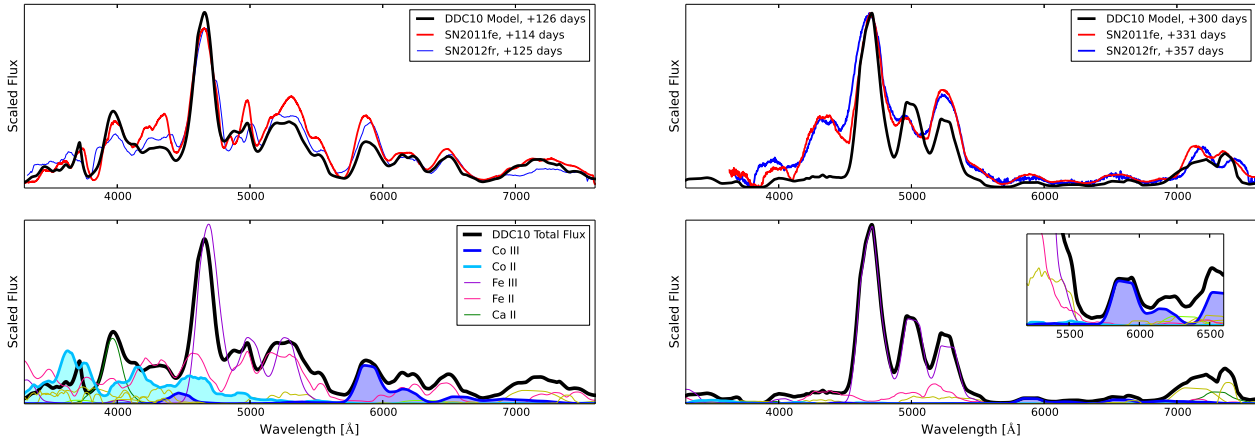 DDC10 Model, +126 days
SN2011fe, +114 days
SN2012fr, +125 days
Scaled Flux
4000 5000 6000 7000
DDC10 Model, +300 days
SN2011fe, +331 days
SN2012fr, +357 days
Scaled Flux
4000 5000 6000 7000
DDC10 Total Flux
Co III
Co II
Fe III
Fe II
Ca II
Scaled Flux
4000 5000 6000 7000
Wavelength [Å]
5500 6000 6500
Scaled Flux
4000 5000 6000 7000
Wavelength [Å]